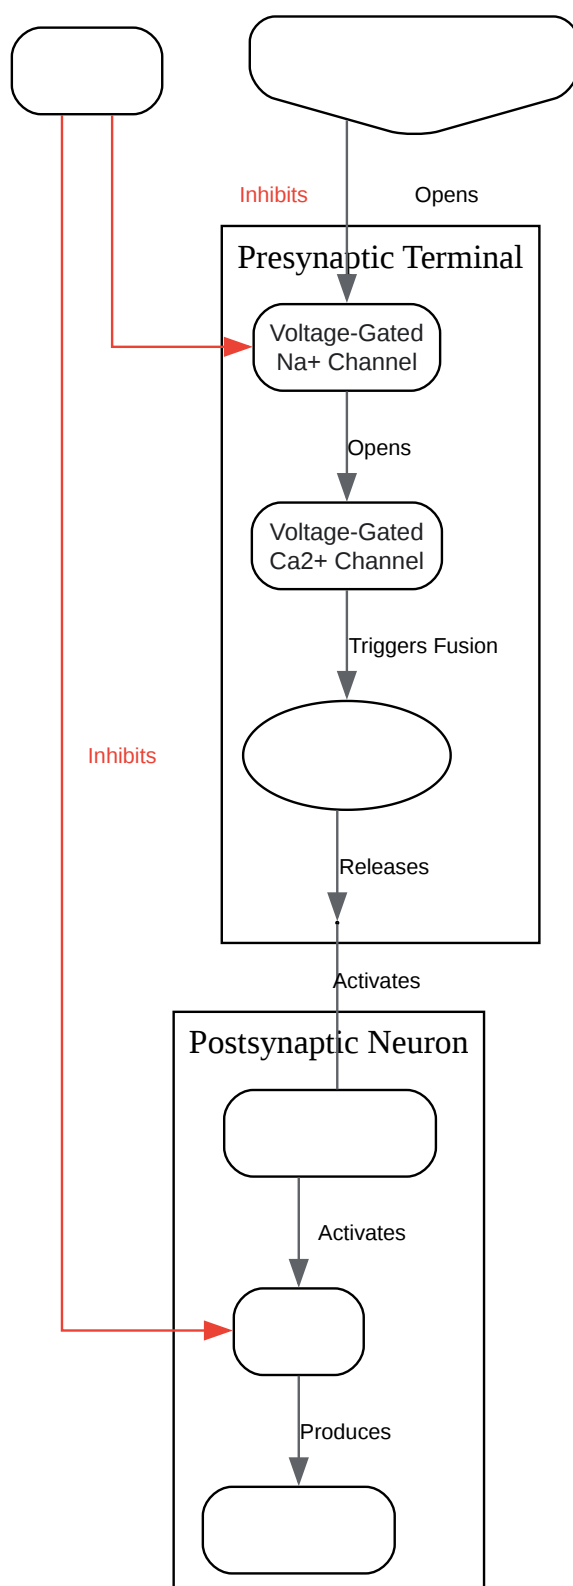 Inhibits
Opens
Presynaptic Terminal
Voltage-Gated
Na+ Channel
Opens
Voltage-Gated
Ca2+ Channel
Triggers Fusion
Inhibits
Releases
Activates
Postsynaptic Neuron
Activates
Produces